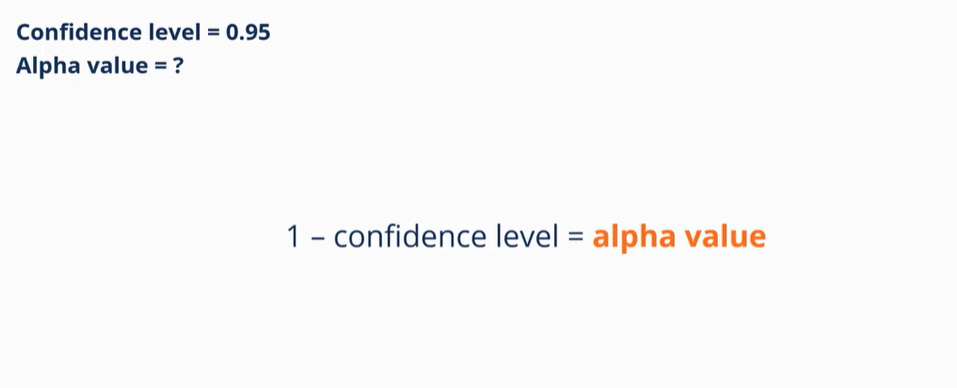 Confidence level = 0.95
Alpha value = ?
1 – confidence level = alpha value